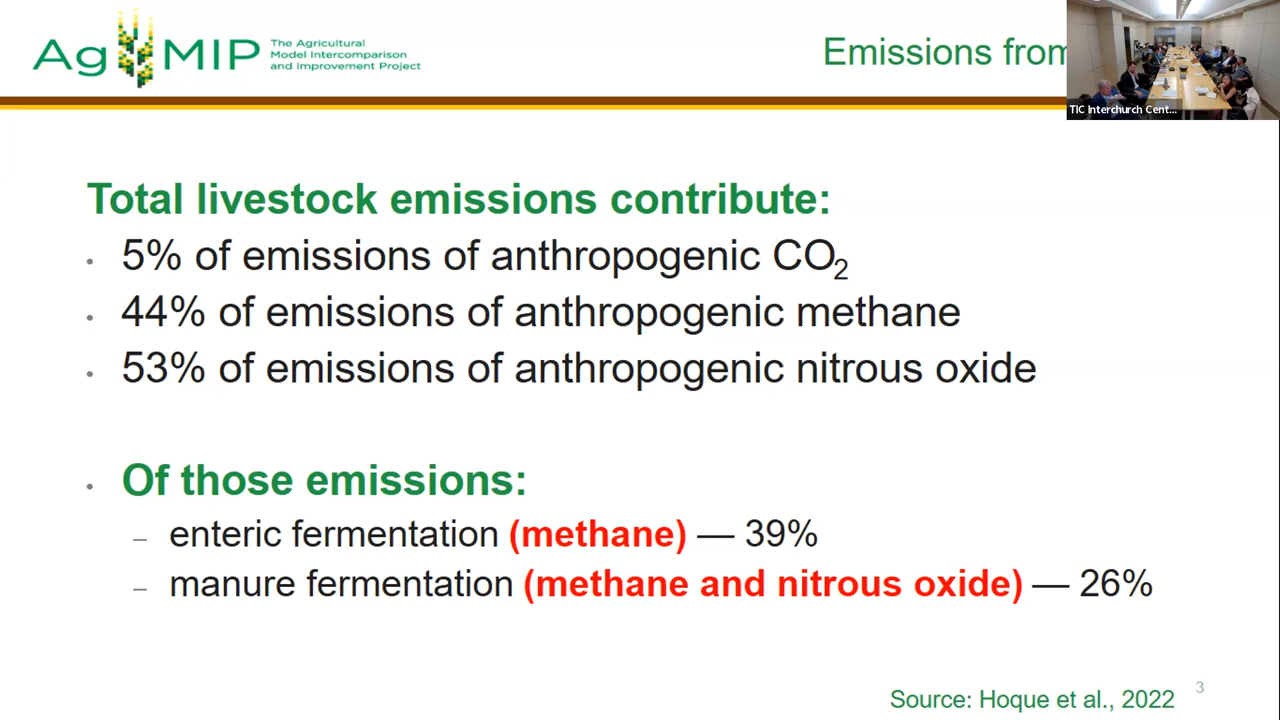 AgMIP
The Agricultural
Model Intercomparison
and Improvement Project
Emissions from
TIC Interchurch Cent...
Total livestock emissions contribute:
• 5% of emissions of anthropogenic CO₂
• 44% of emissions of anthropogenic methane
• 53% of emissions of anthropogenic nitrous oxide
• Of those emissions:
– enteric fermentation (methane) — 39%
– manure fermentation (methane and nitrous oxide) — 26%
Source: Hoque et al., 2022
3